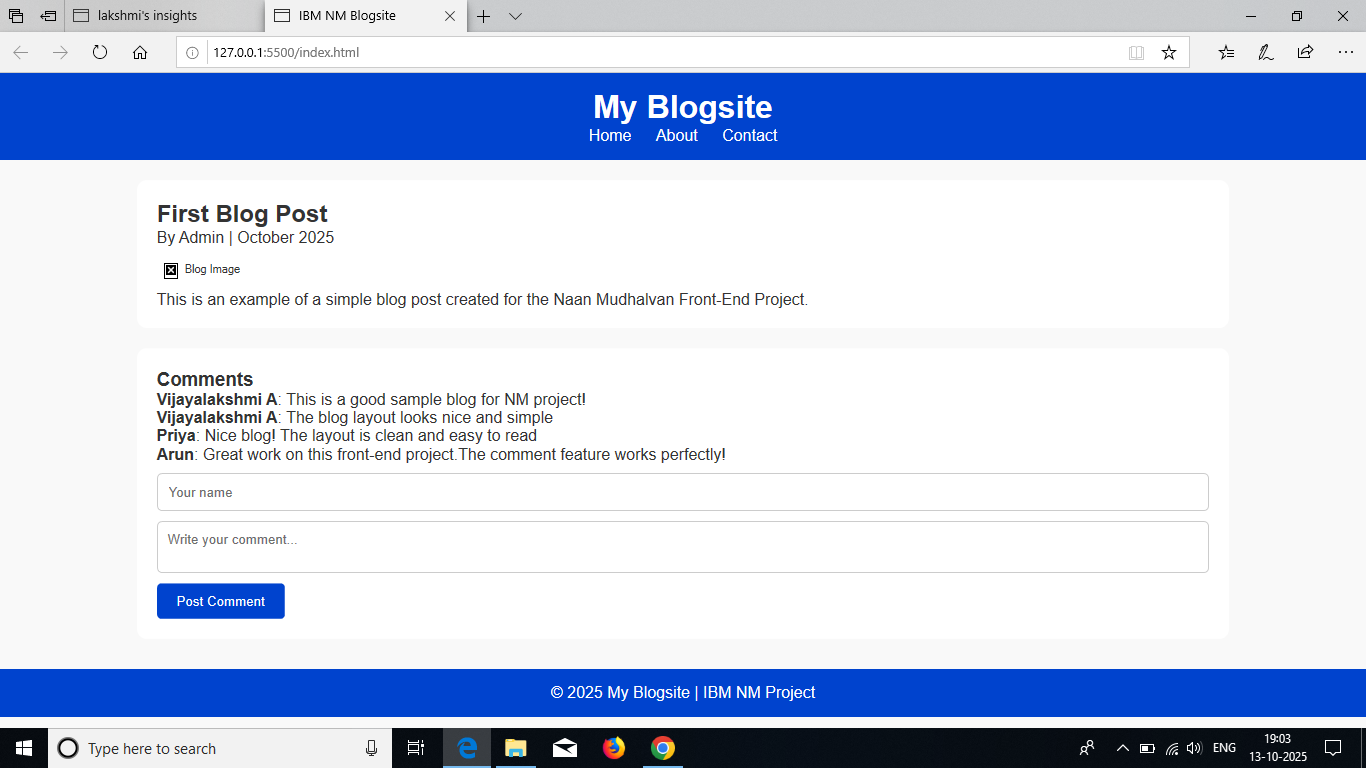 lakshmi's insights
IBM NM Blogsite
127.0.0.1:5500/index.html
My Blogsite
Home About Contact
First Blog Post
By Admin | October 2025
Blog Image
This is an example of a simple blog post created for the Naan Mudhalvan Front-End Project.
Comments
Vijayalakshmi A: This is a good sample blog for NM project!
Vijayalakshmi A: The blog layout looks nice and simple
Priya: Nice blog! The layout is clean and easy to read
Arun: Great work on this front-end project.The comment feature works perfectly!
Your name
Write your comment...
Post Comment
© 2025 My Blogsite | IBM NM Project
Type here to search
ENG
19:03
13-10-2025